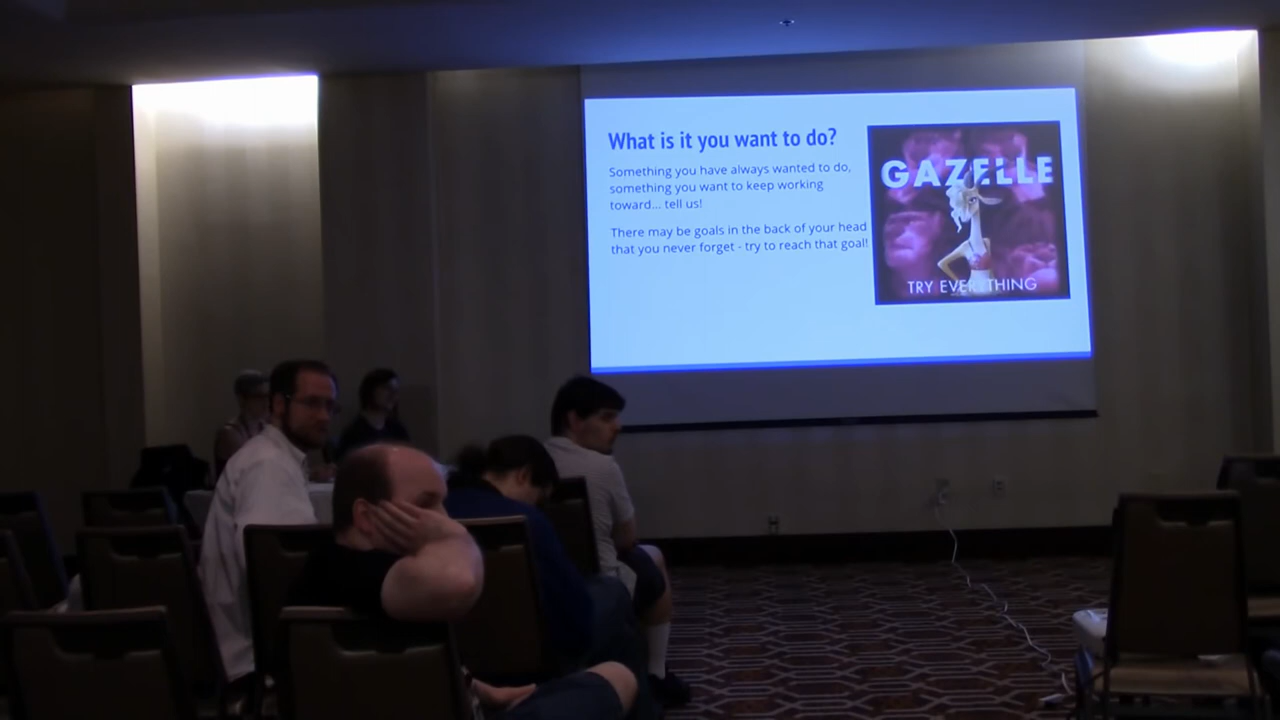 What is it you want to do?
Something you have always wanted to do,
something you want to keep working
toward... tell us!
There may be goals in the back of your head
that you never forget - try to reach that goal!
GAZELLE
TRY EVERYTHING